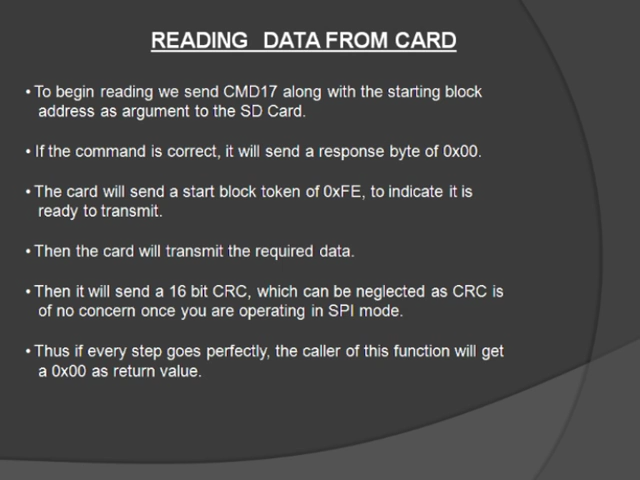 READING DATA FROM CARD
• To begin reading we send CMD17 along with the starting block
address as argument to the SD Card.
• If the command is correct, it will send a response byte of 0x00.
• The card will send a start block token of 0xFE, to indicate it is
ready to transmit.
• Then the card will transmit the required data.
• Then it will send a 16 bit CRC, which can be neglected as CRC is
of no concern once you are operating in SPI mode.
• Thus if every step goes perfectly, the caller of this function will get
a 0x00 as return value.